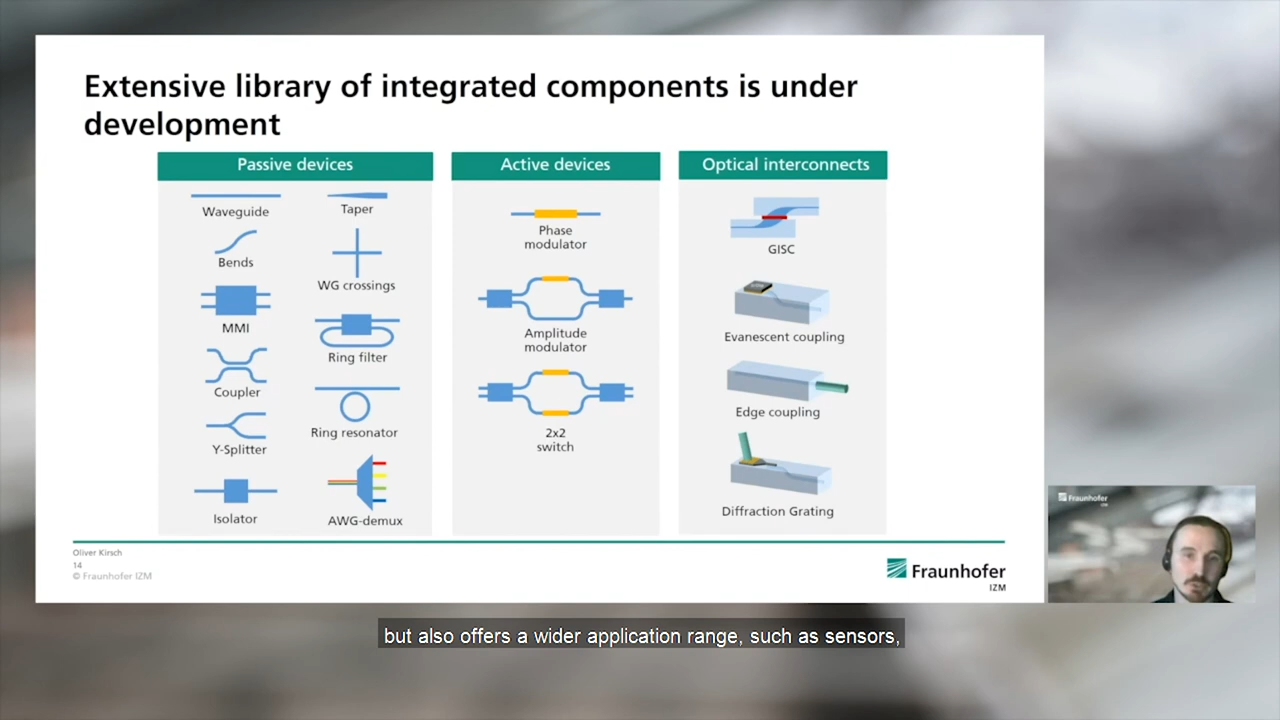 Extensive library of integrated components is under
development
Passive devices
Waveguide
Taper
Bends
WG crossings
MMI
Ring filter
Coupler
Ring resonator
Y-Splitter
Isolator
AWG-demux
Active devices
Phase
modulator
Amplitude
modulator
2x2
switch
Optical interconnects
GISC
Evanescent coupling
Edge coupling
Diffraction Grating
Oliver Kirsch
14
© Fraunhofer IZM
Fraunhofer
IZM
Fraunhofer
IZM
but also offers a wider application range, such as sensors,